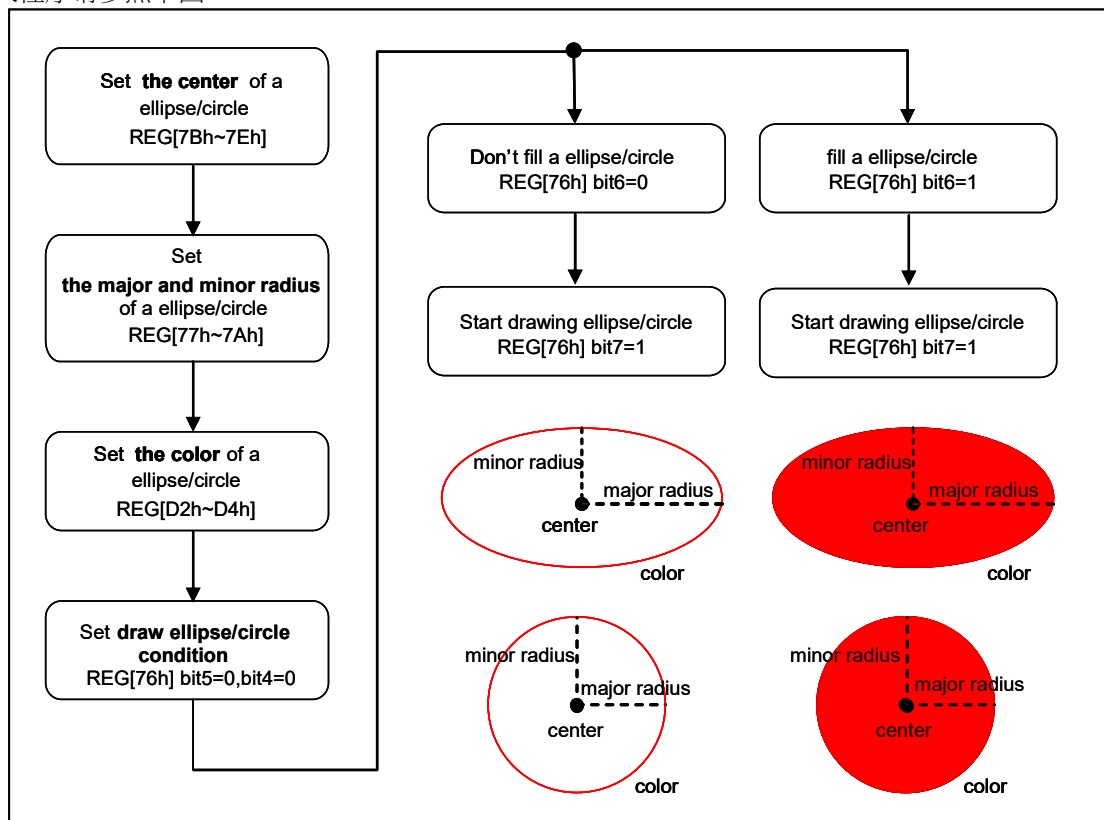 Set the center of a
ellipse/circle
REG[7Bh~7Eh]
Set
the major and minor radius
of a ellipse/circle
REG[77h~7Ah]
Set the color of a
ellipse/circle
REG[D2h~D4h]
Set draw ellipse/circle
condition
REG[76h] bit5=0,bit4=0
Don't fill a ellipse/circle
REG[76h] bit6=0
Start drawing ellipse/circle
REG[76h] bit7=1
fill a ellipse/circle
REG[76h] bit6=1
Start drawing ellipse/circle
REG[76h] bit7=1
minor radius
major radius
center
color
minor radius
major radius
center
color
minor radius
major radius
center
color
minor radius
major radius
center
color